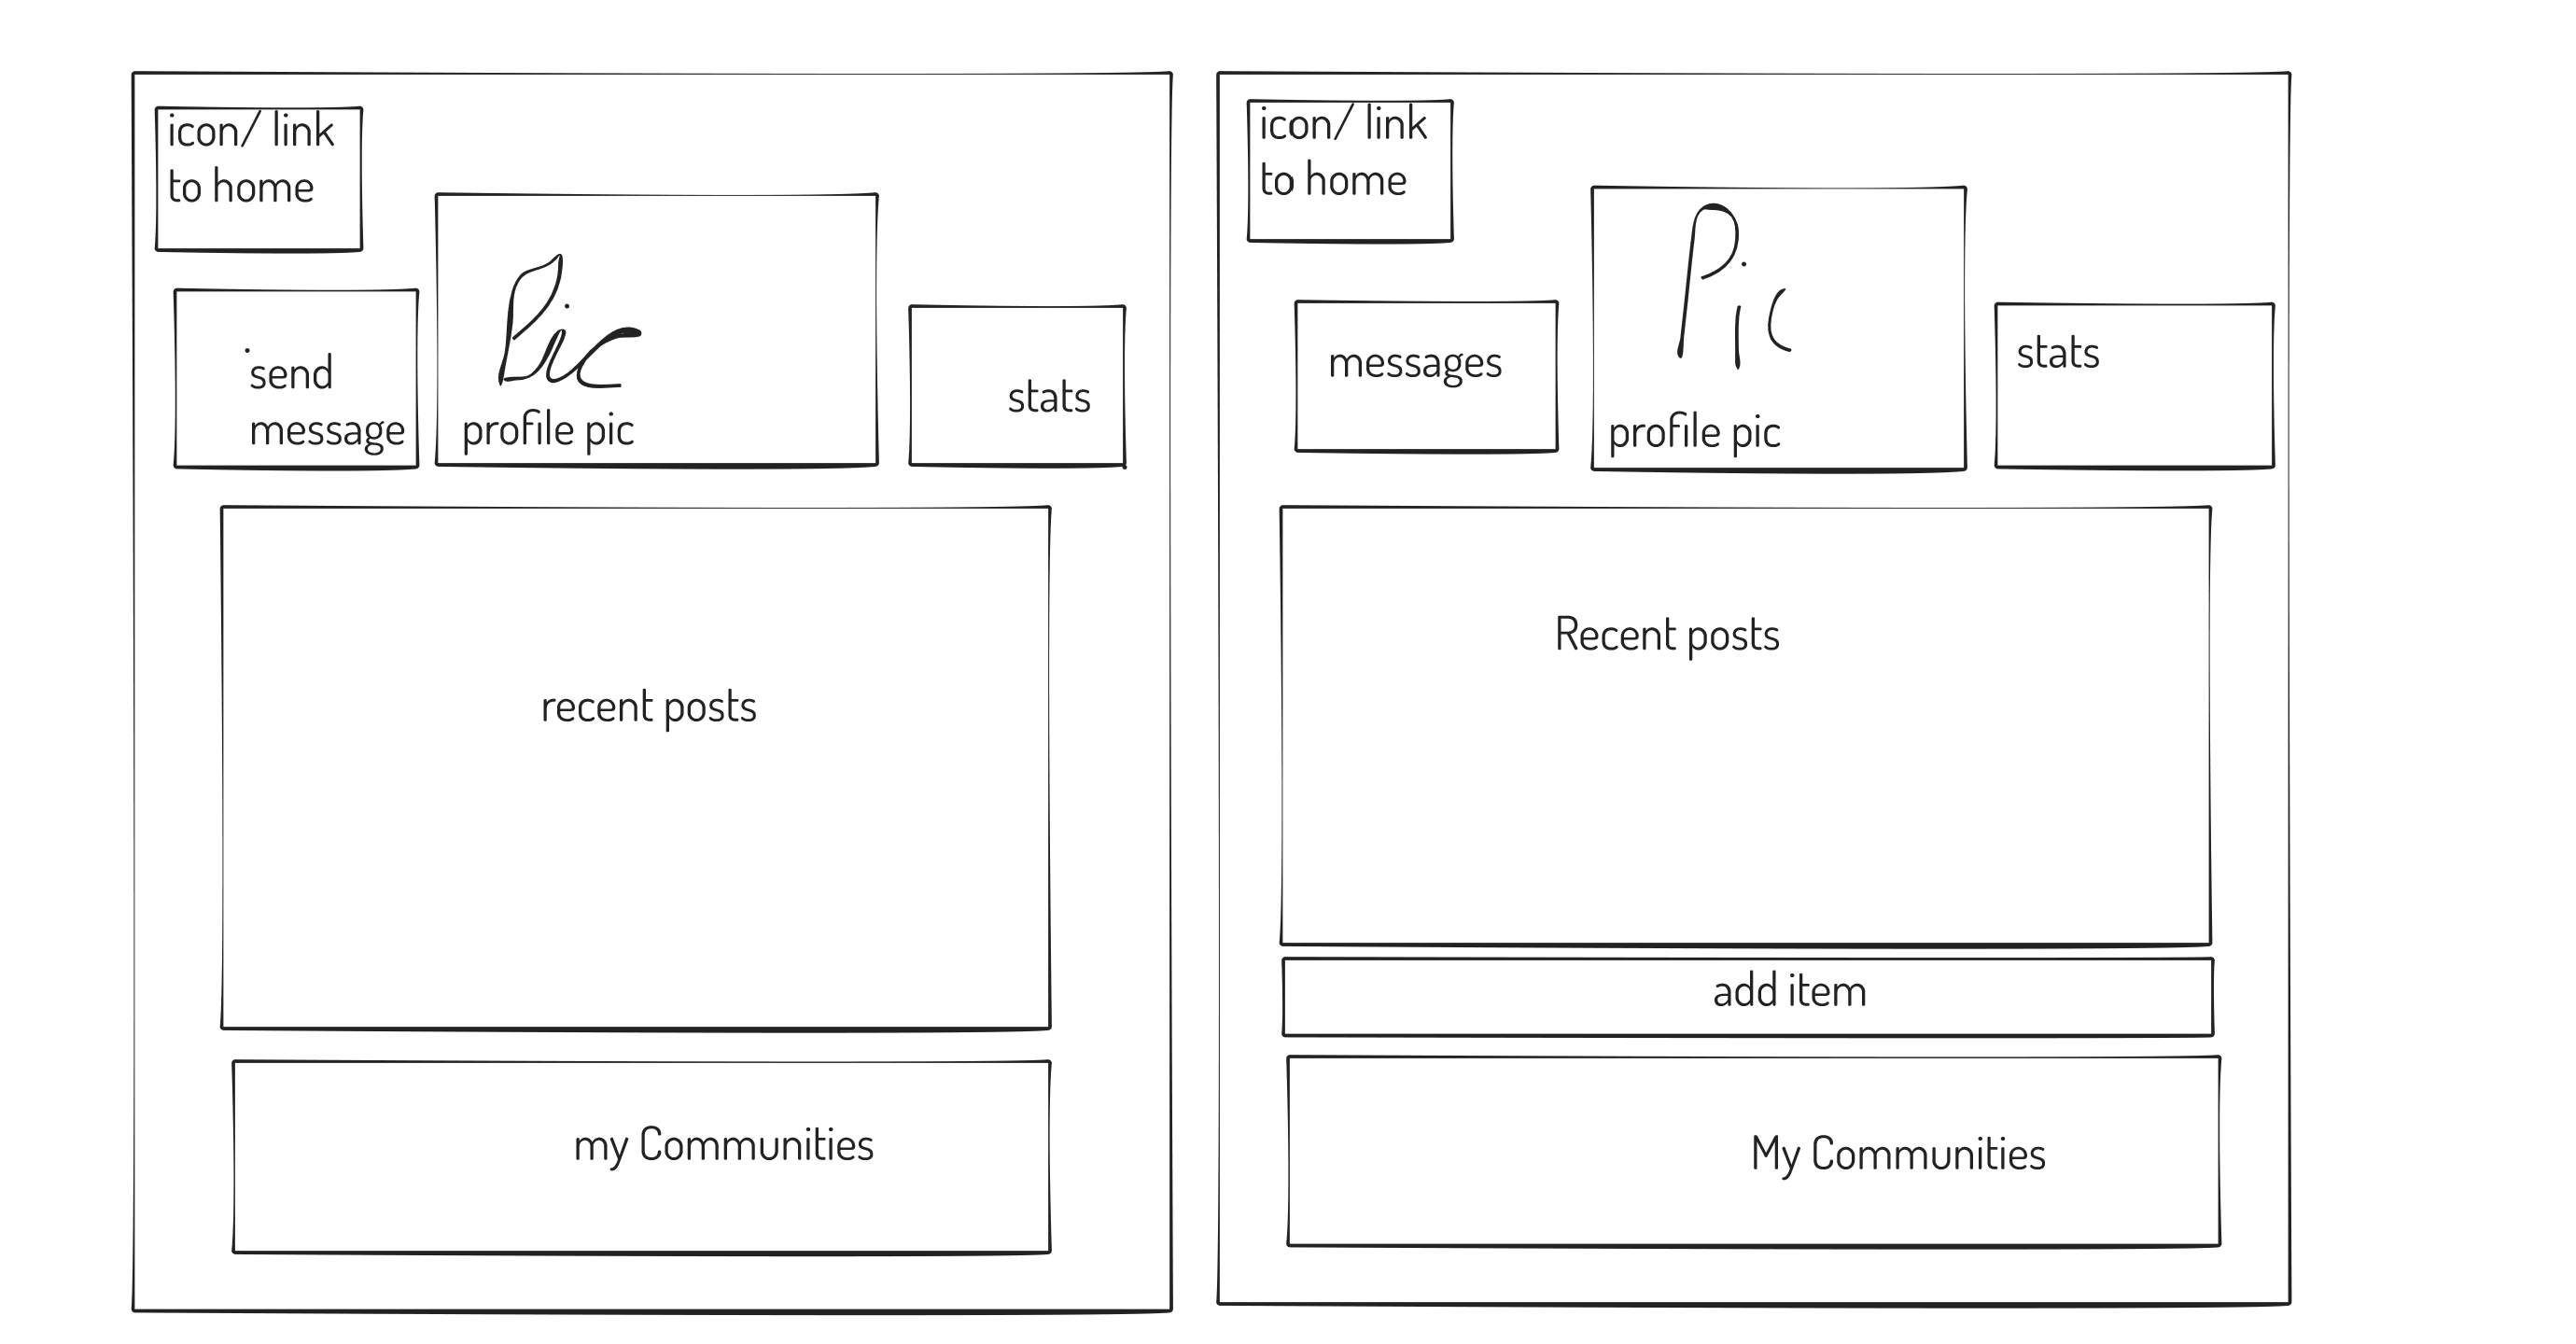 icon/ link
to home
Pic
profile pic
send
message
stats
recent posts
my Communities
icon/ link
to home
Pic
profile pic
messages
stats
Recent posts
add item
My Communities